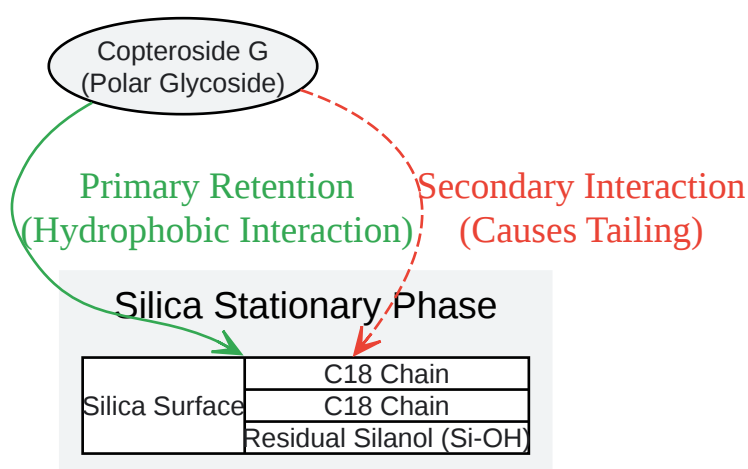 Copteroside G
(Polar Glycoside)
Primary Retention
(Hydrophobic Interaction)
Secondary Interaction
(Causes Tailing)
Silica Stationary Phase
Silica Surface
C18 Chain
C18 Chain
Residual Silanol (Si-OH)